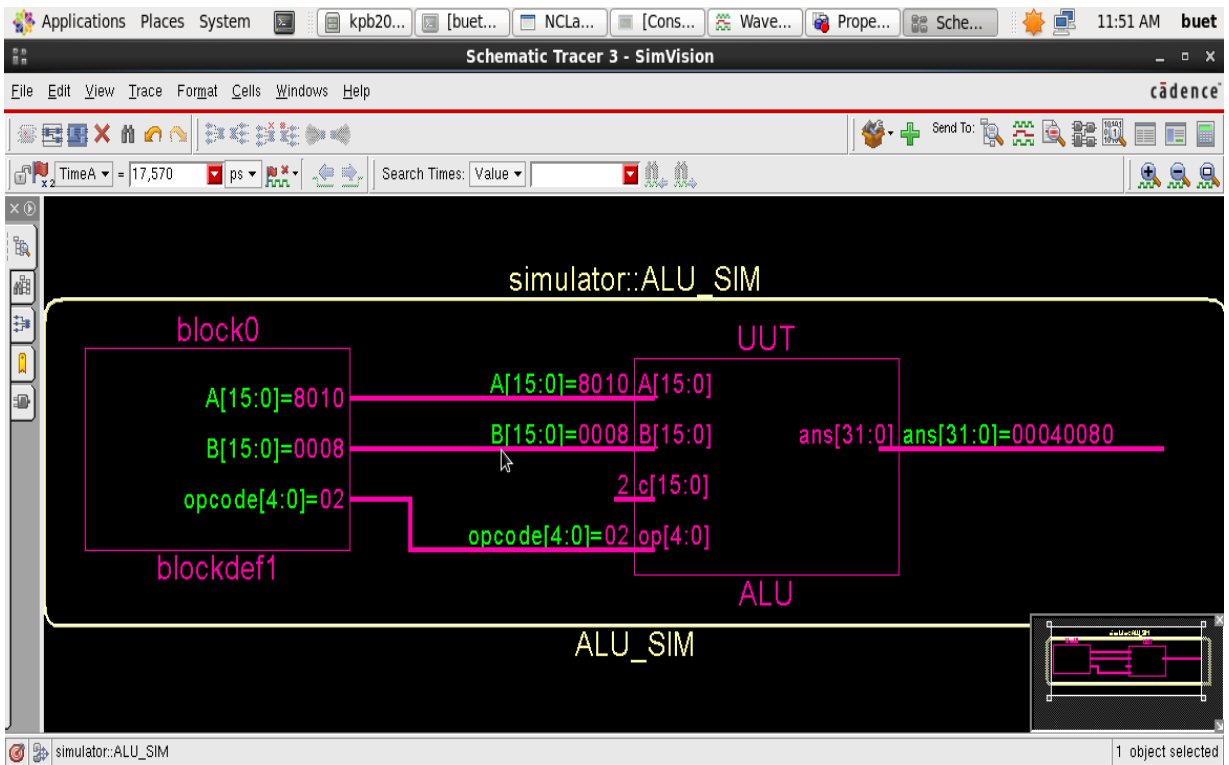 Applications Places System kpb20... [buet... NCLa... [Cons... Wave... Prope... Sche... 11:51 AM buet
Schematic Tracer 3 - SimVision
File Edit View Trace Format Cells Windows Help cādence
Send To:
x2 TimeA = 17,570 ps Search Times: Value
simulator::ALU_SIM
block0 UUT
A[15:0]=8010 A[15:0]=8010 A[15:0]
B[15:0]=0008 B[15:0]=0008 B[15:0] ans[31:0] ans[31:0]=00040080
2 c[15:0]
opcode[4:0]=02
opcode[4:0]=02 op[4:0]
blockdef1
ALU
ALU_SIM
simulator::ALU_SIM 1 object selected